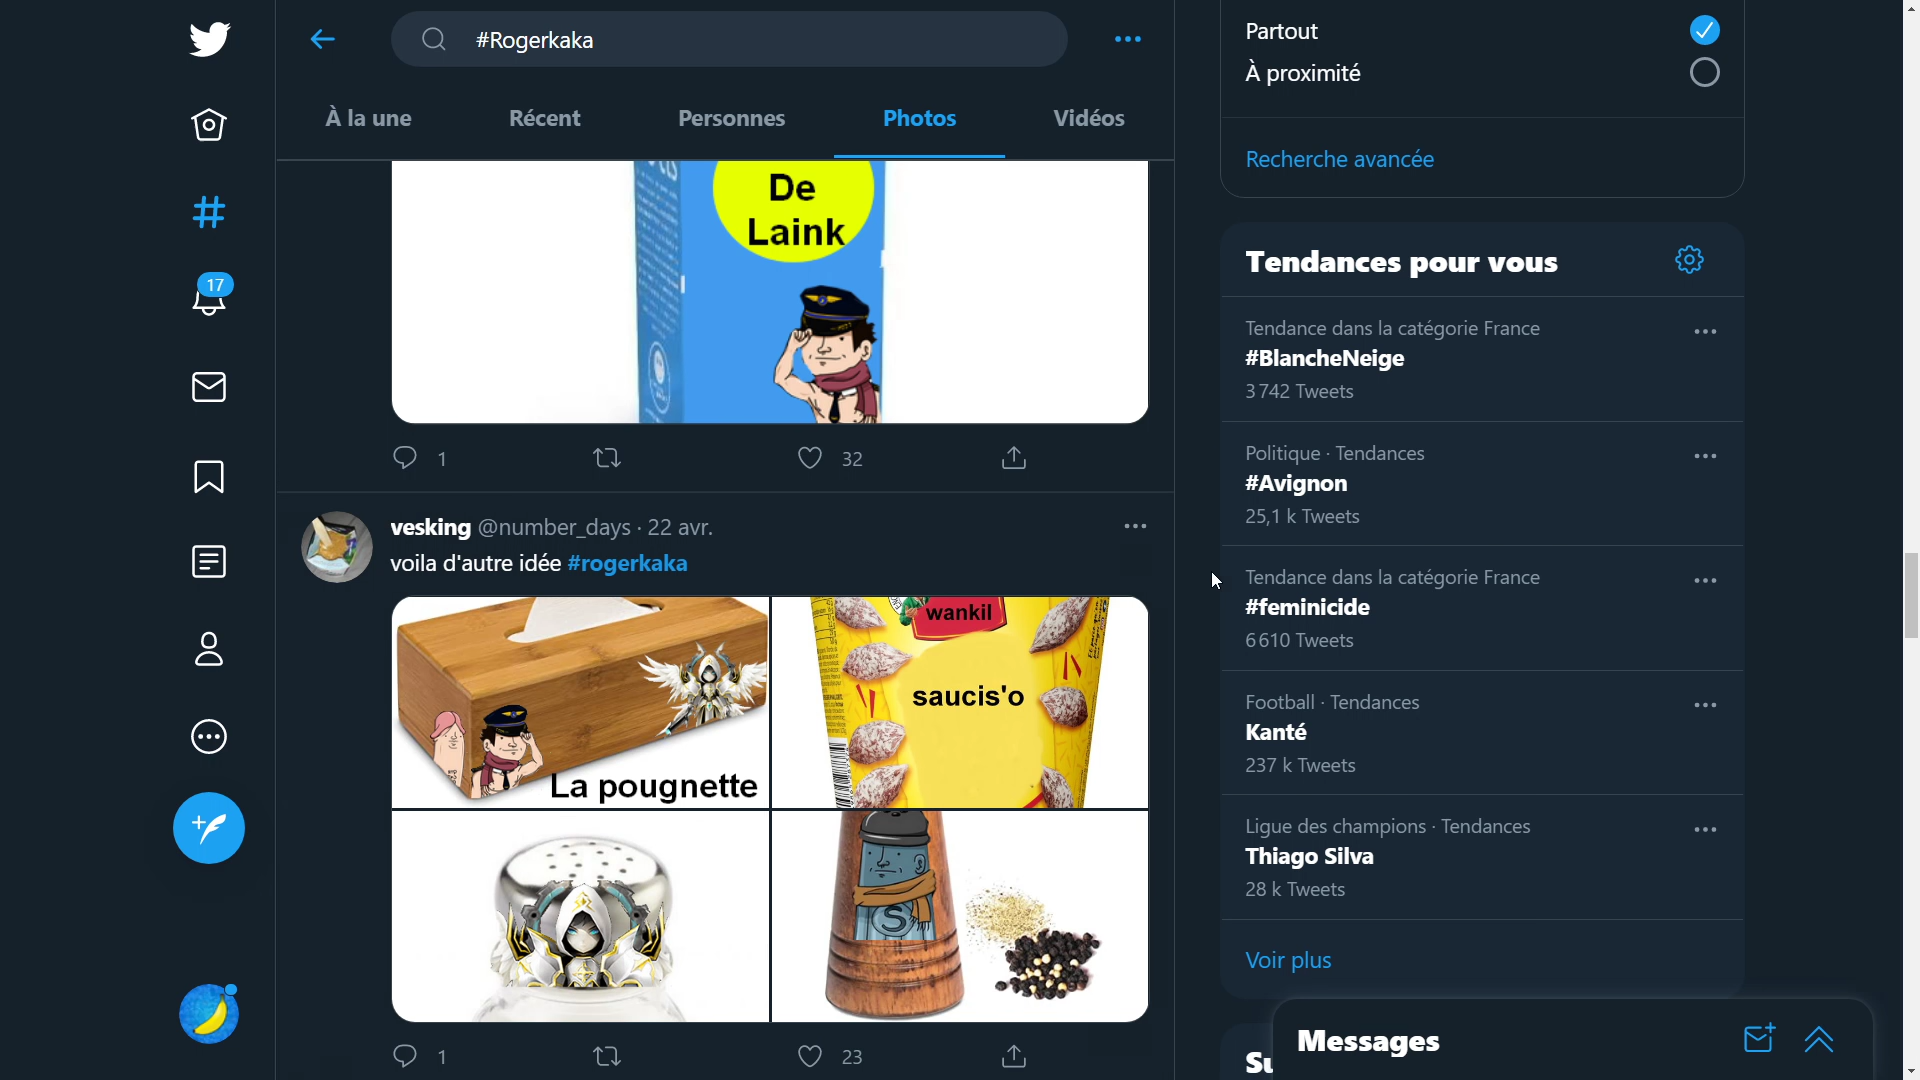 #Rogerkaka
À la une
Récent
Personnes
Photos
Vidéos
17
De
Laink
1
32
vesking @number_days · 22 avr.
voila d'autre idée #rogerkaka
La pougnette
wankil
saucis'o
S
1
23
Partout
À proximité
Recherche avancée
Tendances pour vous
Tendance dans la catégorie France
#BlancheNeige
3 742 Tweets
Politique · Tendances
#Avignon
25,1 k Tweets
Tendance dans la catégorie France
#feminicide
6 610 Tweets
Football · Tendances
Kanté
237 k Tweets
Ligue des champions · Tendances
Thiago Silva
28 k Tweets
Voir plus
Messages